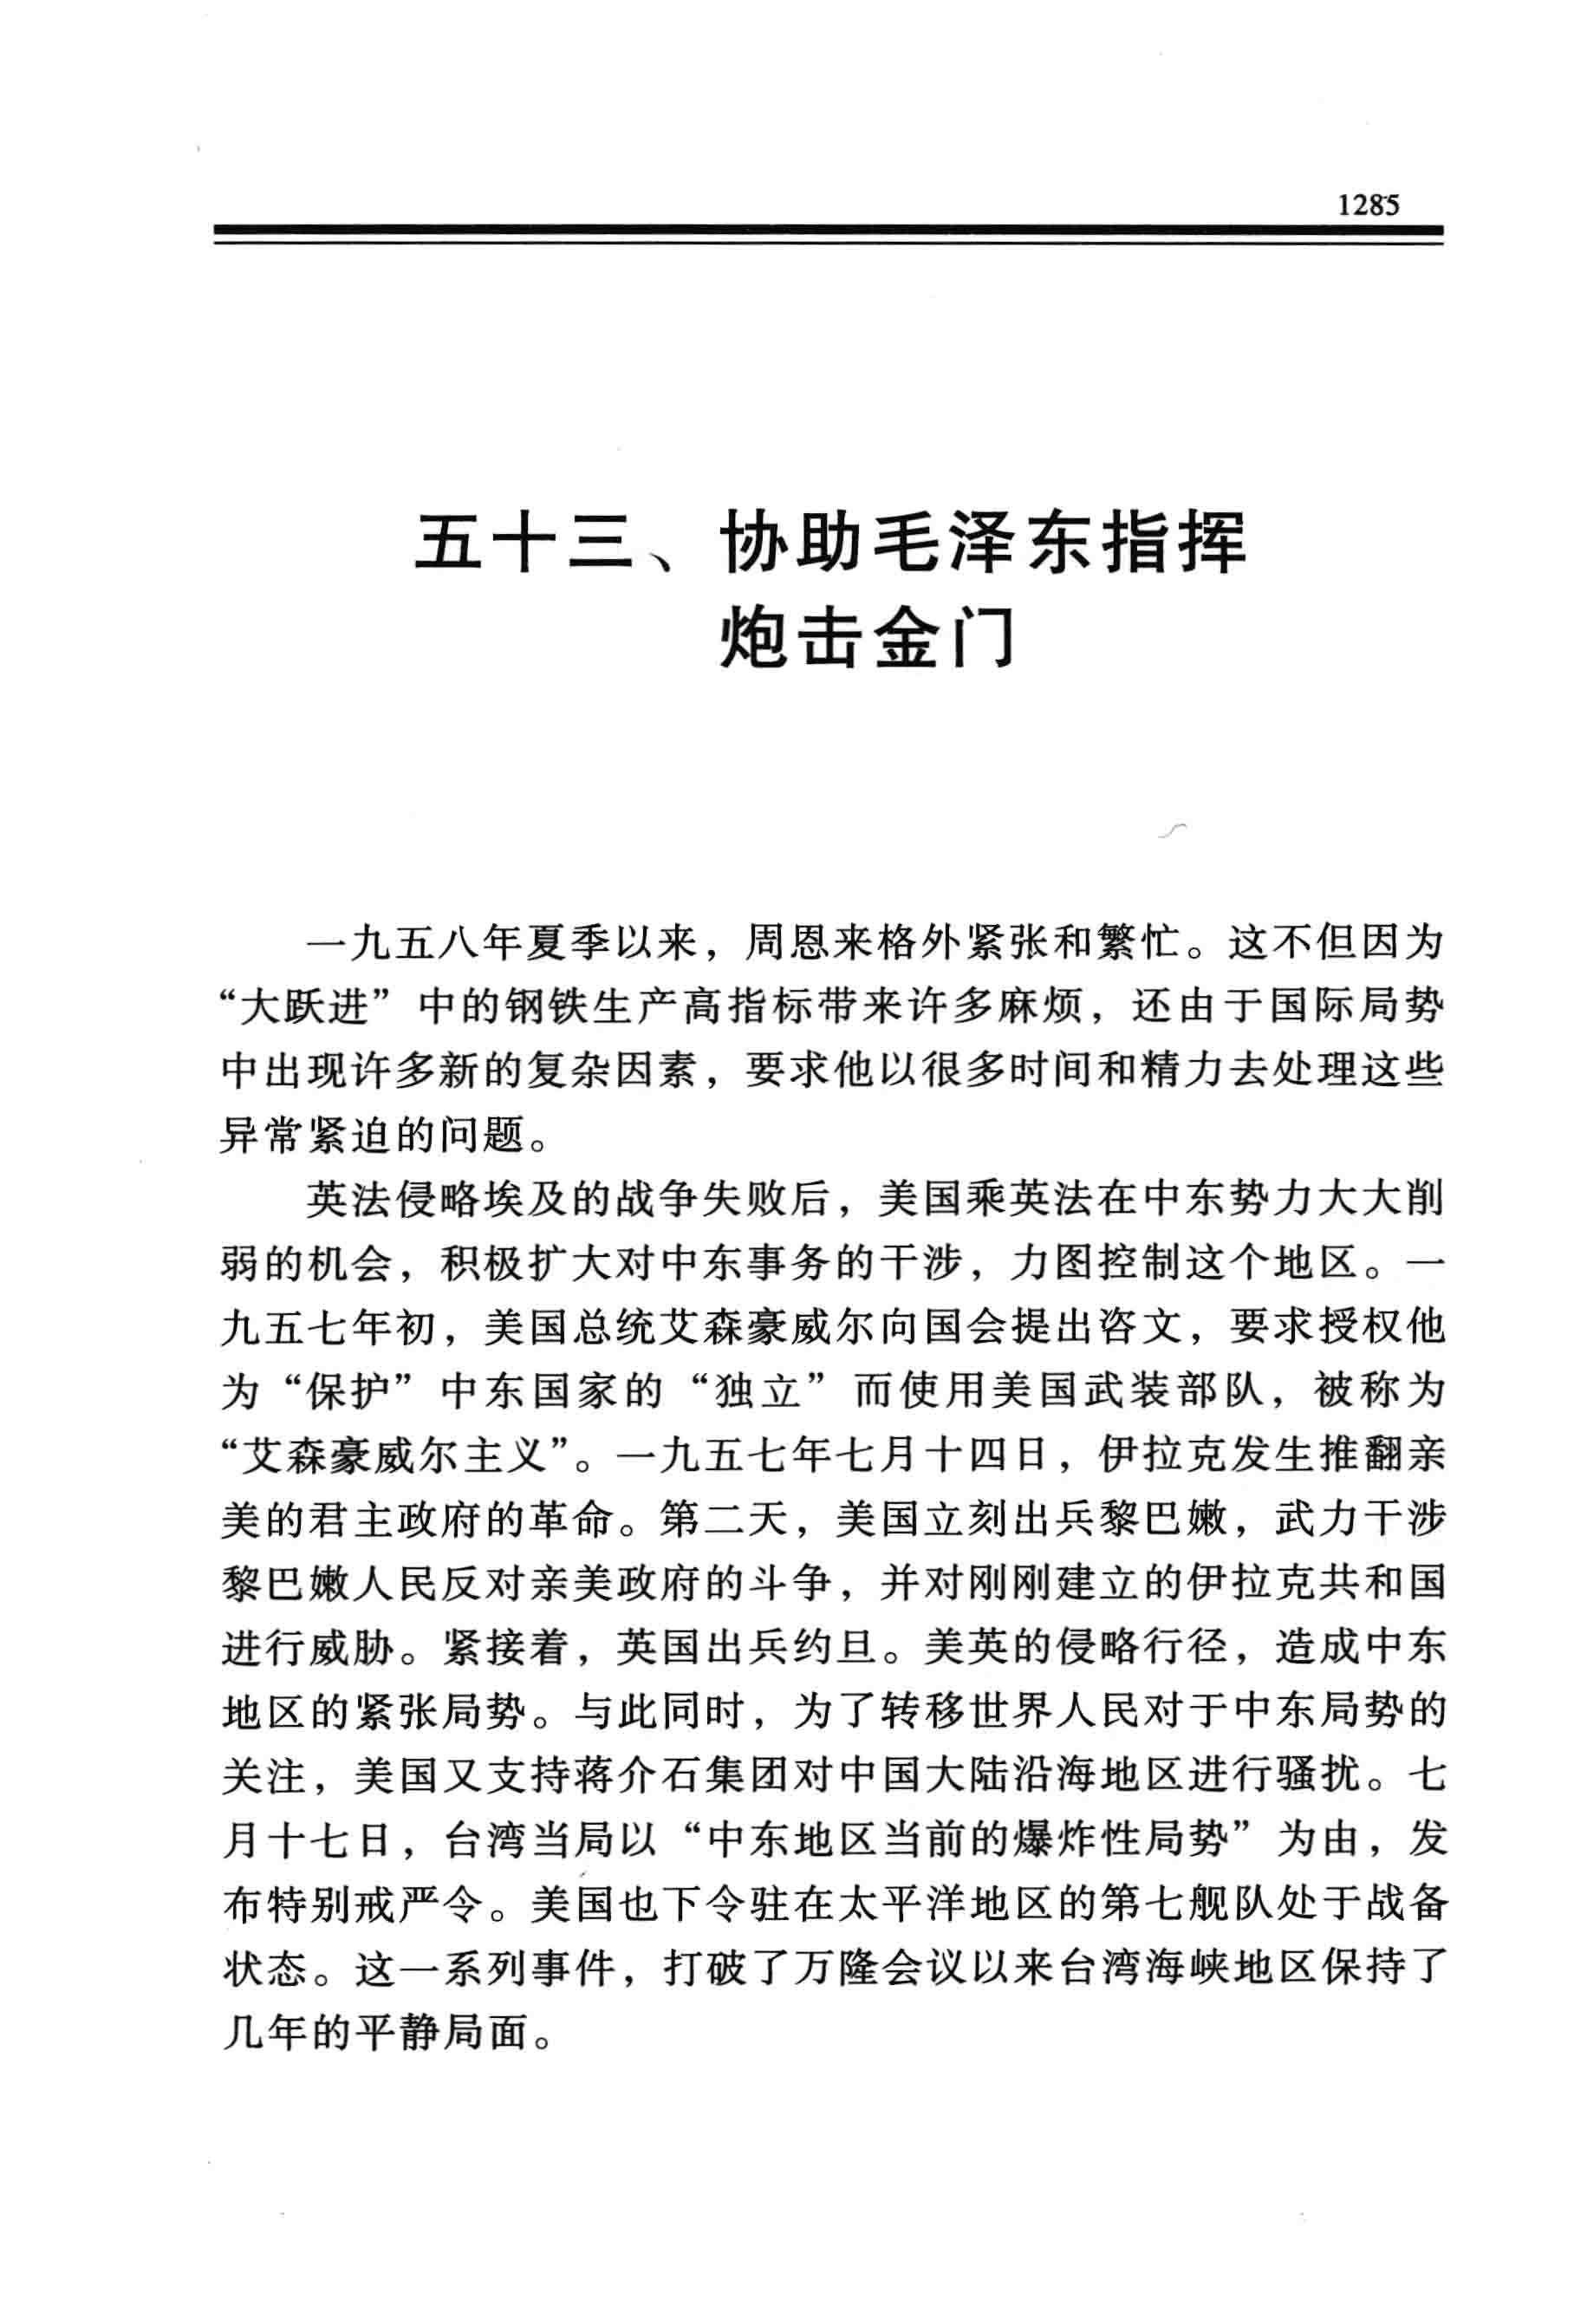 1285
五十三、协助毛泽东指挥
炮击金门
一九五八年夏季以来，周恩来格外紧张和繁忙。这不但因为
“大跃进”中的钢铁生产高指标带来许多麻烦，还由于国际局势
中出现许多新的复杂因素，要求他以很多时间和精力去处理这些
异常紧迫的问题。
英法侵略埃及的战争失败后，美国乘英法在中东势力大大削
弱的机会，积极扩大对中东事务的干涉，力图控制这个地区。一
九五七年初，美国总统艾森豪威尔向国会提出咨文，要求授权他
为“保护”中东国家的“独立”而使用美国武装部队，被称为
“艾森豪威尔主义”。一九五七年七月十四日，伊拉克发生推翻亲
美的君主政府的革命。第二天，美国立刻出兵黎巴嫩，武力干涉
黎巴嫩人民反对亲美政府的斗争，并对刚刚建立的伊拉克共和国
进行威胁。紧接着，英国出兵约旦。美英的侵略行径，造成中东
地区的紧张局势。与此同时，为了转移世界人民对于中东局势的
关注，美国又支持蒋介石集团对中国大陆沿海地区进行骚扰。七
月十七日，台湾当局以“中东地区当前的爆炸性局势”为由，发
布特别戒严令。美国也下令驻在太平洋地区的第七舰队处于战备
状态。这一系列事件，打破了万隆会议以来台湾海峡地区保持了
几年的平静局面。